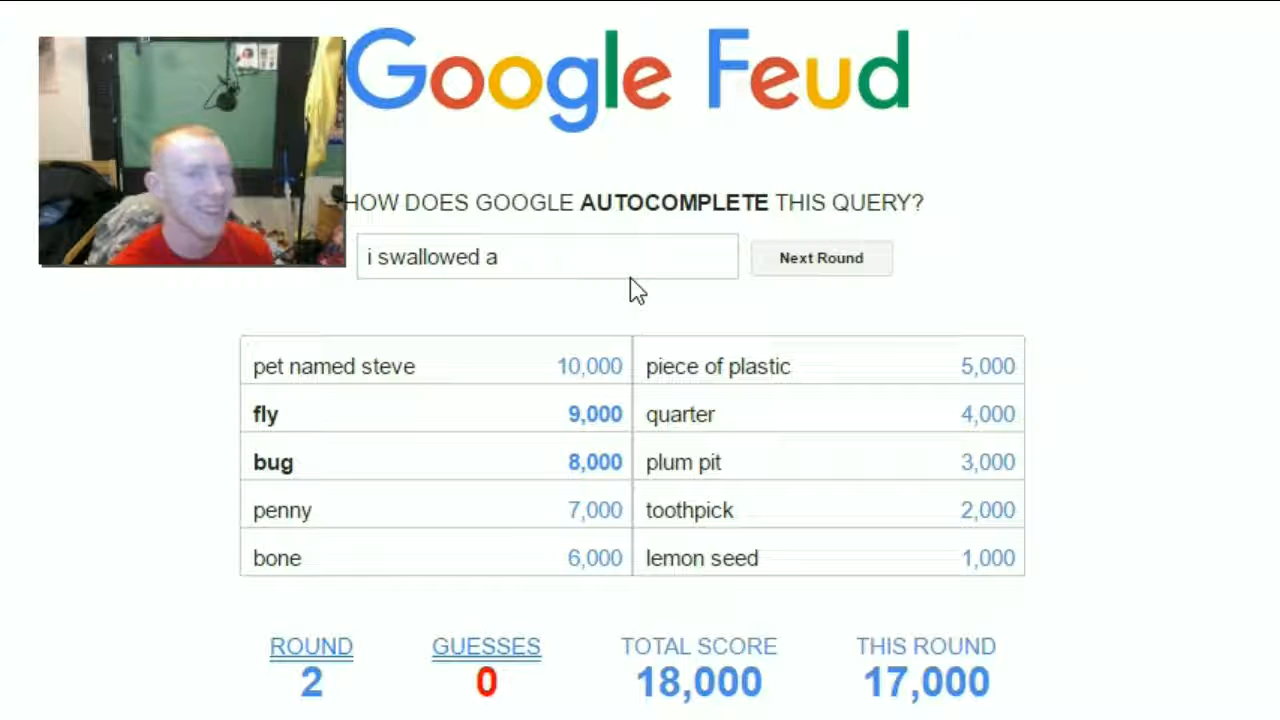 Google Feud
HOW DOES GOOGLE AUTOCOMPLETE THIS QUERY?
i swallowed a
Next Round
pet named steve 10,000 piece of plastic 5,000
fly 9,000 quarter 4,000
bug 8,000 plum pit 3,000
penny 7,000 toothpick 2,000
bone 6,000 lemon seed 1,000
ROUND GUESSES TOTAL SCORE THIS ROUND
2 0 18,000 17,000